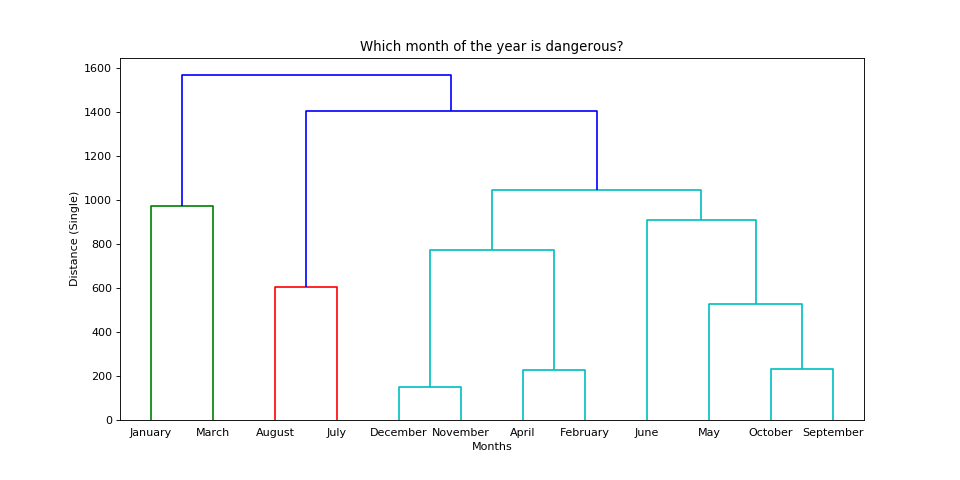 Which month of the year is dangerous?
1600
1400
1200
1000
800
600
400
200
0
Distance (Single)
January March August July December November April February June May October September
Months